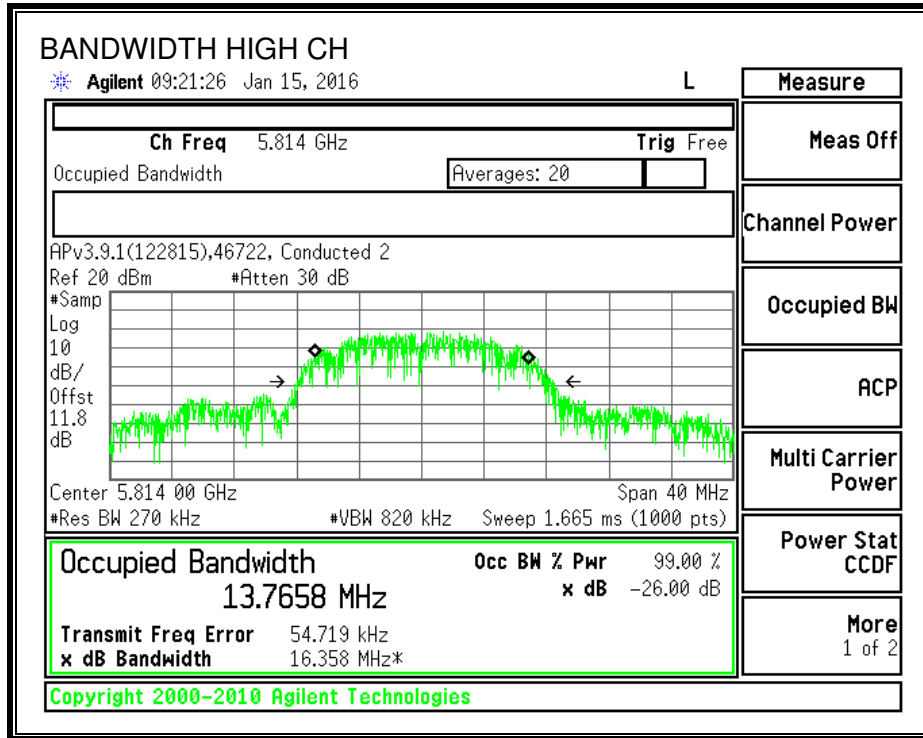 BANDWIDTH HIGH CH
Agilent 09:21:26 Jan 15, 2016 L
Measure
Ch Freq 5.814 GHz Trig Free
Meas Off
Occupied Bandwidth Averages: 20
Channel Power
APv3.9.1(122815),46722, Conducted 2
Ref 20 dBm #Atten 30 dB
#Samp
Log
10
dB/
Offst
11.8
dB
Occupied BW
ACP
Multi Carrier
Power
Center 5.814 00 GHz Span 40 MHz
#Res BW 270 kHz #VBW 820 kHz Sweep 1.665 ms (1000 pts)
Power Stat
CCDF
Occupied Bandwidth Occ BW % Pwr 99.00 %
13.7658 MHz x dB -26.00 dB
Transmit Freq Error 54.719 kHz
x dB Bandwidth 16.358 MHz*
More
1 of 2
Copyright 2000-2010 Agilent Technologies